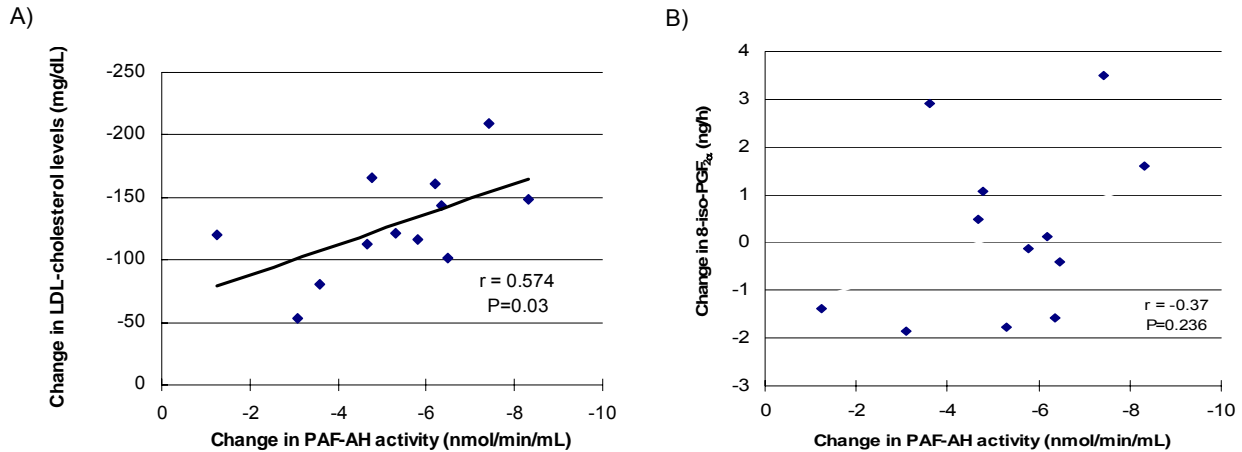 A)
Change in LDL-cholesterol levels (mg/dL)
-250
-200
-150
-100
-50
0
r = 0.574
P=0.03
0
-2
-4
-6
-8
-10
Change in PAF-AH activity (nmol/min/mL)
B)
Change in 8-iso-PGF2α (ng/h)
4
3
2
1
0
-1
-2
-3
r = -0.37
P=0.236
0
-2
-4
-6
-8
-10
Change in PAF-AH activity (nmol/min/mL)